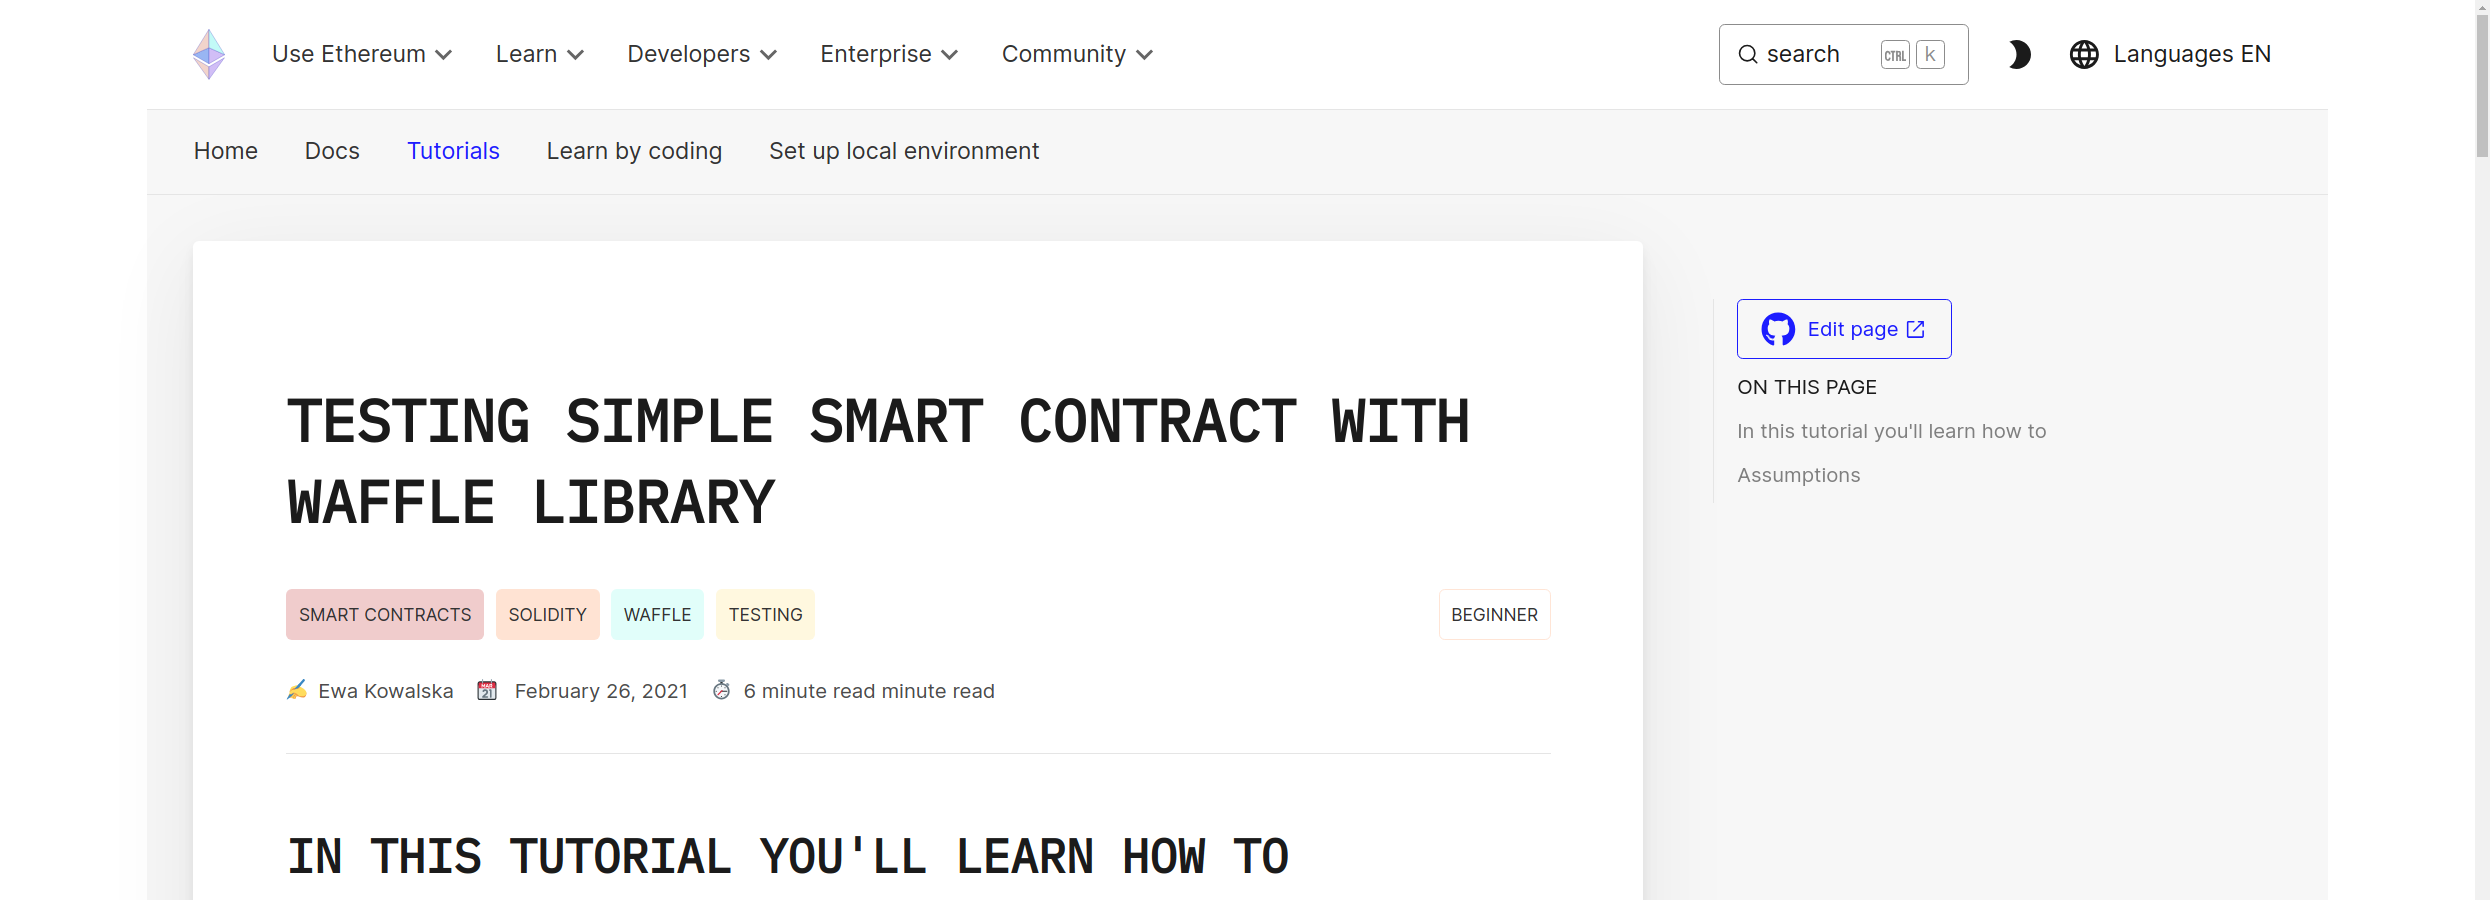 Use Ethereum Learn Developers Enterprise Community search CTRL k Languages EN
Home Docs Tutorials Learn by coding Set up local environment
TESTING SIMPLE SMART CONTRACT WITH
WAFFLE LIBRARY
SMART CONTRACTS SOLIDITY WAFFLE TESTING BEGINNER
Ewa Kowalska February 26, 2021 6 minute read minute read
IN THIS TUTORIAL YOU'LL LEARN HOW TO
Edit page
ON THIS PAGE
In this tutorial you'll learn how to
Assumptions